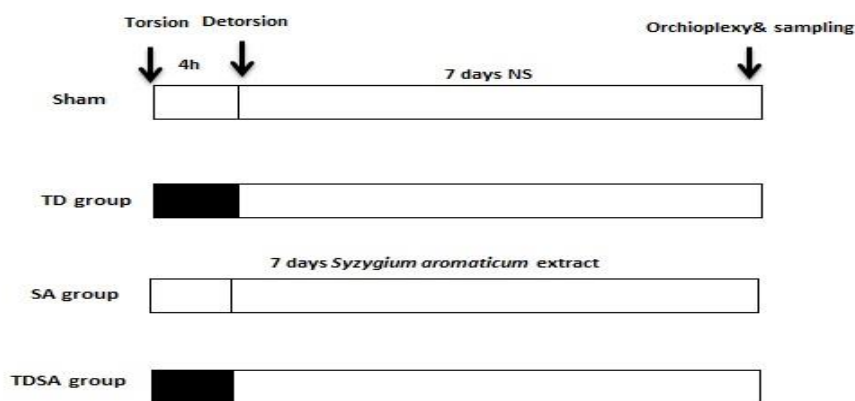 Torsion Detorsion
Orchioplexy& sampling
4h
7 days NS
Sham
TD group
7 days Syzygium aromaticum extract
SA group
TDSA group